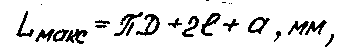 Lмакс = πD + 2ℓ + a, мм,